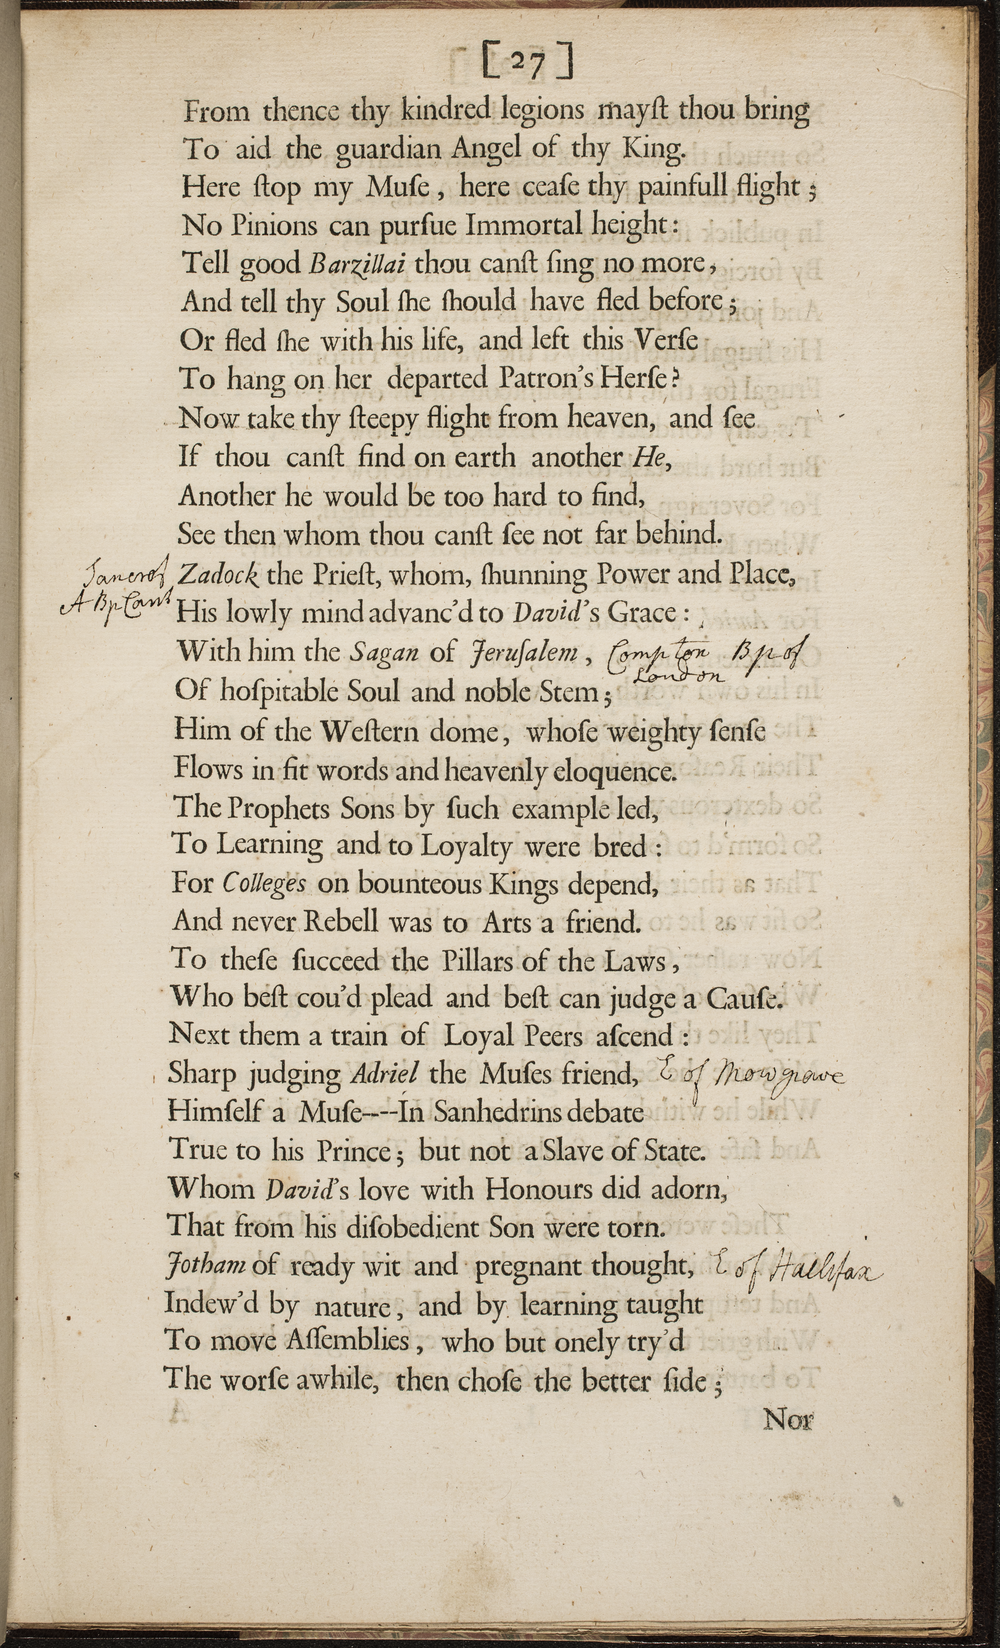 [ 27 ]
From thence thy kindred legions mayſt thou bring
To aid the guardian Angel of thy King.
Here ſtop my Muſe , here ceaſe thy painfull flight ;
No Pinions can purſue Immortal height :
Tell good Barzillai thou canſt ſing no more ,
And tell thy Soul ſhe ſhould have fled before ;
Or fled ſhe with his life, and left this Verſe
To hang on her departed Patron's Herſe ?
Now take thy ſteepy flight from heaven, and ſee
If thou canſt find on earth another He,
Another he would be too hard to find,
See then whom thou canſt ſee not far behind.
Sancrof Zadock the Prieſt, whom, ſhunning Power and Place,
A Bp Cant His lowly mind advanc'd to David's Grace :
With him the Sagan of Jeruſalem , Compton Bp of
London
Of hoſpitable Soul and noble Stem ;
Him of the Weſtern dome, whoſe weighty ſenſe
Flows in fit words and heavenly eloquence.
The Prophets Sons by ſuch example led,
To Learning and to Loyalty were bred :
For Colleges on bounteous Kings depend,
And never Rebell was to Arts a friend.
To theſe ſucceed the Pillars of the Laws ,
Who beſt cou'd plead and beſt can judge a Cauſe.
Next them a train of Loyal Peers aſcend :
Sharp judging Adriel the Muſes friend, E of Mowgrave
Himſelf a Muſe----In Sanhedrins debate
True to his Prince ; but not a Slave of State.
Whom David's love with Honours did adorn,
That from his diſobedient Son were torn.
Jotham of ready wit and pregnant thought, E of Hallifax
Indew'd by nature , and by learning taught
To move Aſſemblies , who but onely try'd
The worſe awhile, then choſe the better ſide ;
Nor